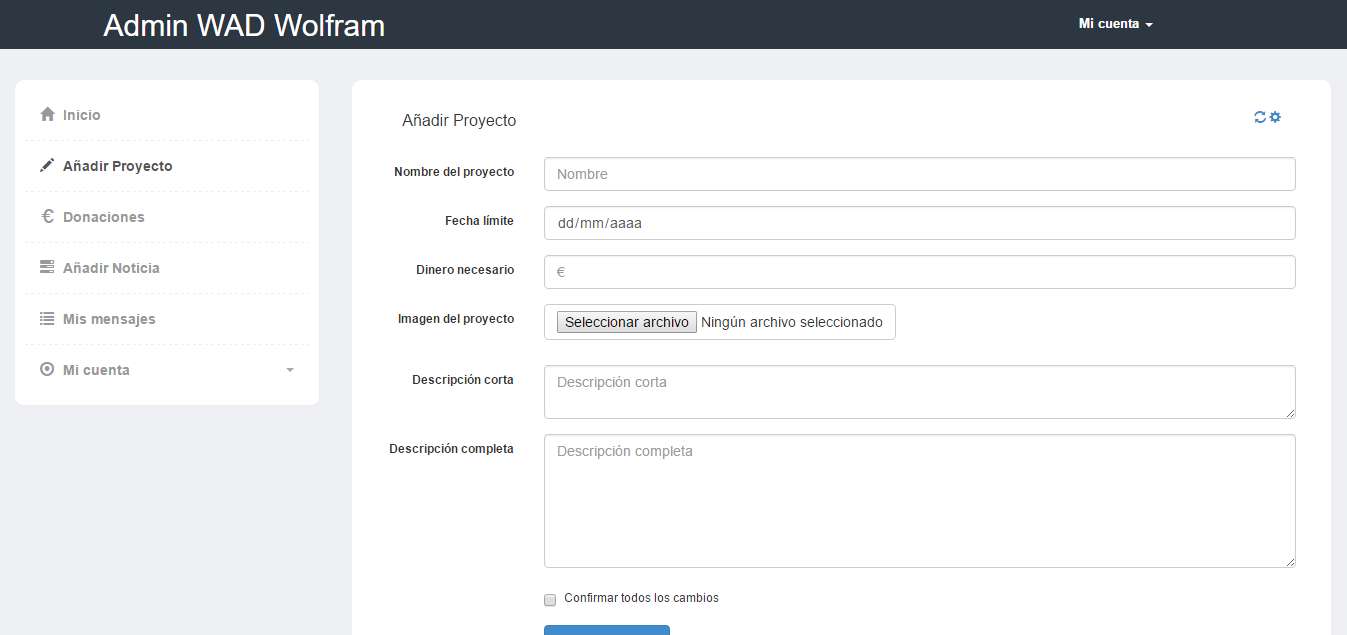 Admin WAD Wolfram
Mi cuenta
Inicio
Añadir Proyecto
€ Donaciones
Añadir Noticia
Mis mensajes
Mi cuenta
Añadir Proyecto
Nombre del proyecto
Nombre
Fecha límite
dd/mm/aaaa
Dinero necesario
€
Imagen del proyecto
Seleccionar archivo Ningún archivo seleccionado
Descripción corta
Descripción corta
Descripción completa
Descripción completa
Confirmar todos los cambios